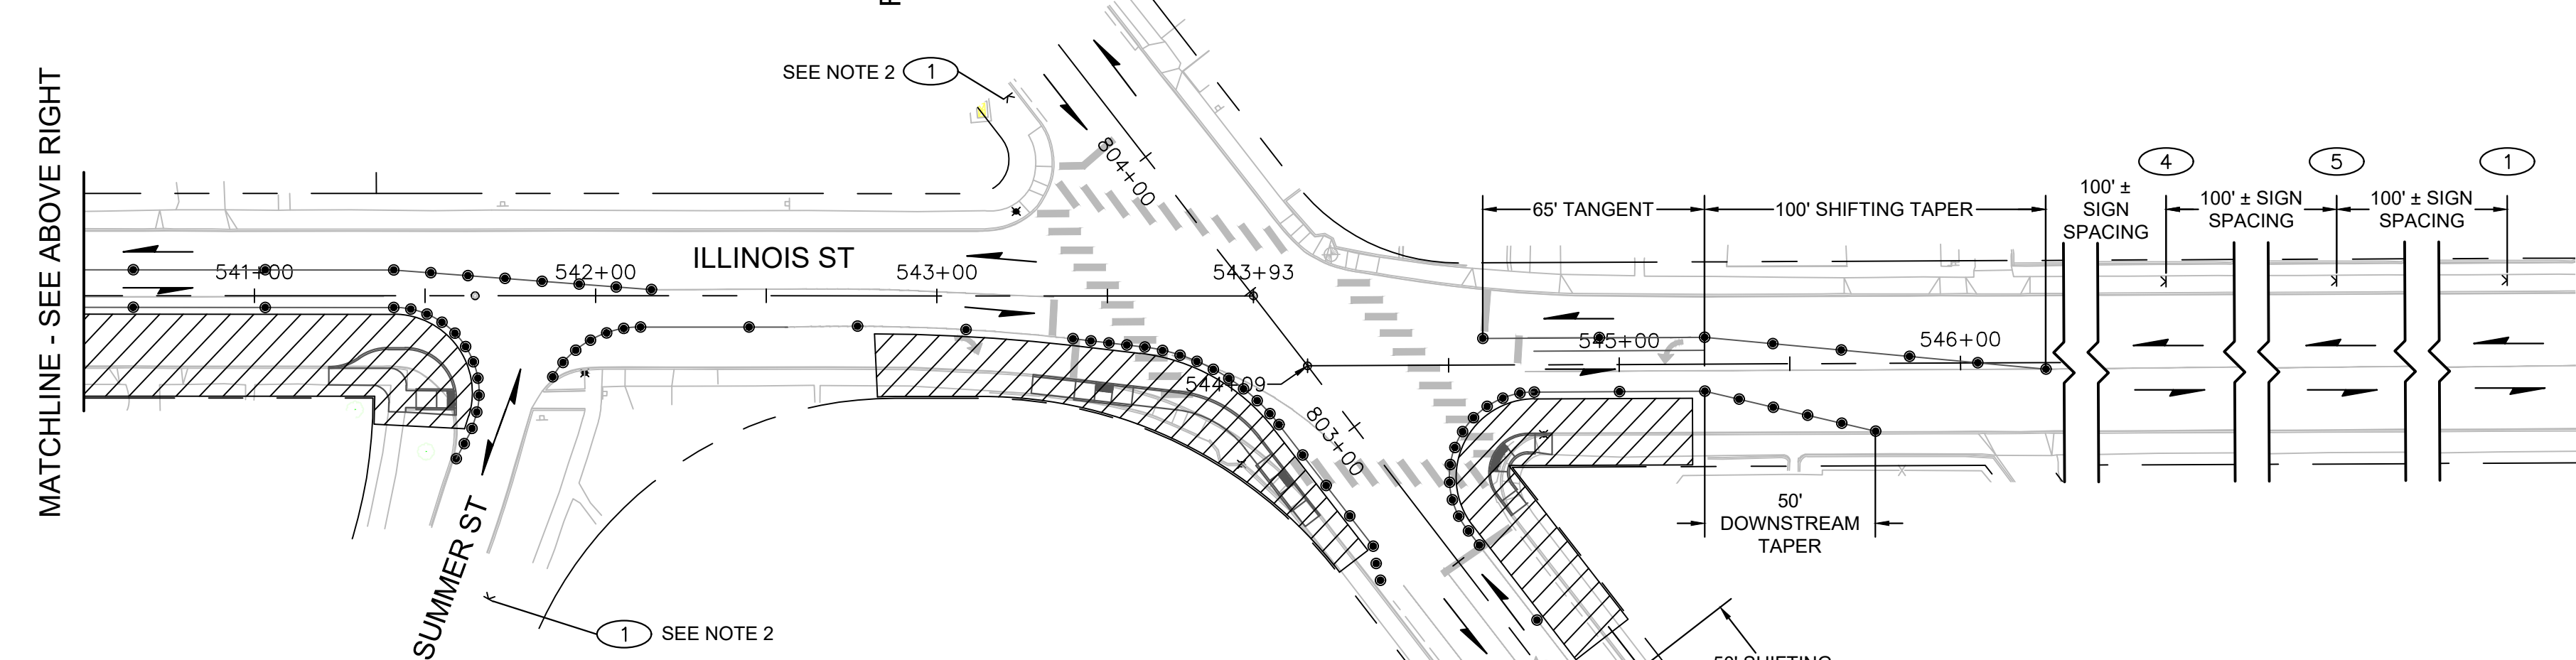 MATCHLINE - SEE ABOVE RIGHT
SEE NOTE 2
1
804+00
4
5
1
65' TANGENT
100' SHIFTING TAPER
100' ±
SIGN
SPACING
100' ± SIGN
SPACING
100' ± SIGN
SPACING
ILLINOIS ST
541+00
542+00
543+00
543+93
545+00
546+00
544+09
803+00
50'
DOWNSTREAM
TAPER
SUMMER ST
1
SEE NOTE 2
50' SHIFTING